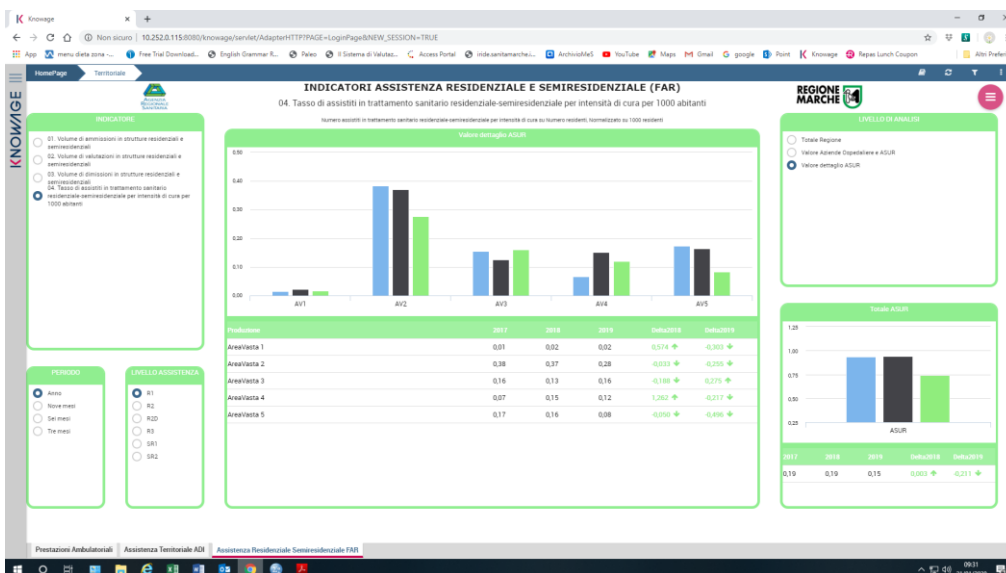 Knowage
Non sicuro | 10.252.0.115:8080/knowage/servlet/AdapterHTTP?PAGE=LoginPage&NEW_SESSION=TRUE
App menu dieta zona -... Free Trial Download... English Grammar R... Paleo Il Sistema di Valutaz... Access Portal iride.sanitamarche.i... ArchivioMeS YouTube Maps Gmail google Point Knowage Repas Lunch Coupon Altri Prefer
HomePage Territoriale
KNOWAGE
AGENZIA
REGIONALE
SANITARIA
INDICATORI ASSISTENZA RESIDENZIALE E SEMIRESIDENZIALE (FAR)
04. Tasso di assistiti in trattamento sanitario residenziale-semiresidenziale per intensità di cura per 1000 abitanti
Numero assistiti in trattamento sanitario residenziale-semiresidenziale per intensità di cura su Numero residenti, Normalizzato su 1000 residenti
REGIONE
MARCHE
INDICATORE
01. Volume di ammissioni in strutture residenziali e
semiresidenziali
02. Volume di valutazioni in strutture residenziali e
semiresidenziali
03. Volume di dimissioni in strutture residenziali e
semiresidenziali
04. Tasso di assistiti in trattamento sanitario
residenziale-semiresidenziale per intensità di cura per
1000 abitanti
PERIODO
Anno
Nove mesi
Sei mesi
Tre mesi
LIVELLO ASSISTENZA
R1
R2
R2D
R3
SR1
SR2
Valore dettaglio ASUR
0,50
0,40
0,30
0,20
0,10
0,00
AV1 AV2 AV3 AV4 AV5
Produzione 2017 2018 2019 Delta2018 Delta2019
AreaVasta 1 0,01 0,02 0,02 0,574 -0,303
AreaVasta 2 0,38 0,37 0,28 -0,033 -0,255
AreaVasta 3 0,16 0,13 0,16 -0,188 0,275
AreaVasta 4 0,07 0,15 0,12 1,262 -0,217
AreaVasta 5 0,17 0,16 0,08 -0,050 -0,496
LIVELLO DI ANALISI
Totale Regione
Valore Aziende Ospedaliere e ASUR
Valore dettaglio ASUR
Totale ASUR
1,25
1,00
0,75
0,50
0,25
ASUR
2017 2018 2019 Delta2018 Delta2019
0,19 0,19 0,15 0,003 -0,211
Prestazioni Ambulatoriali Assistenza Territoriale ADI Assistenza Residenziale Semiresidenziale FAR
09:31